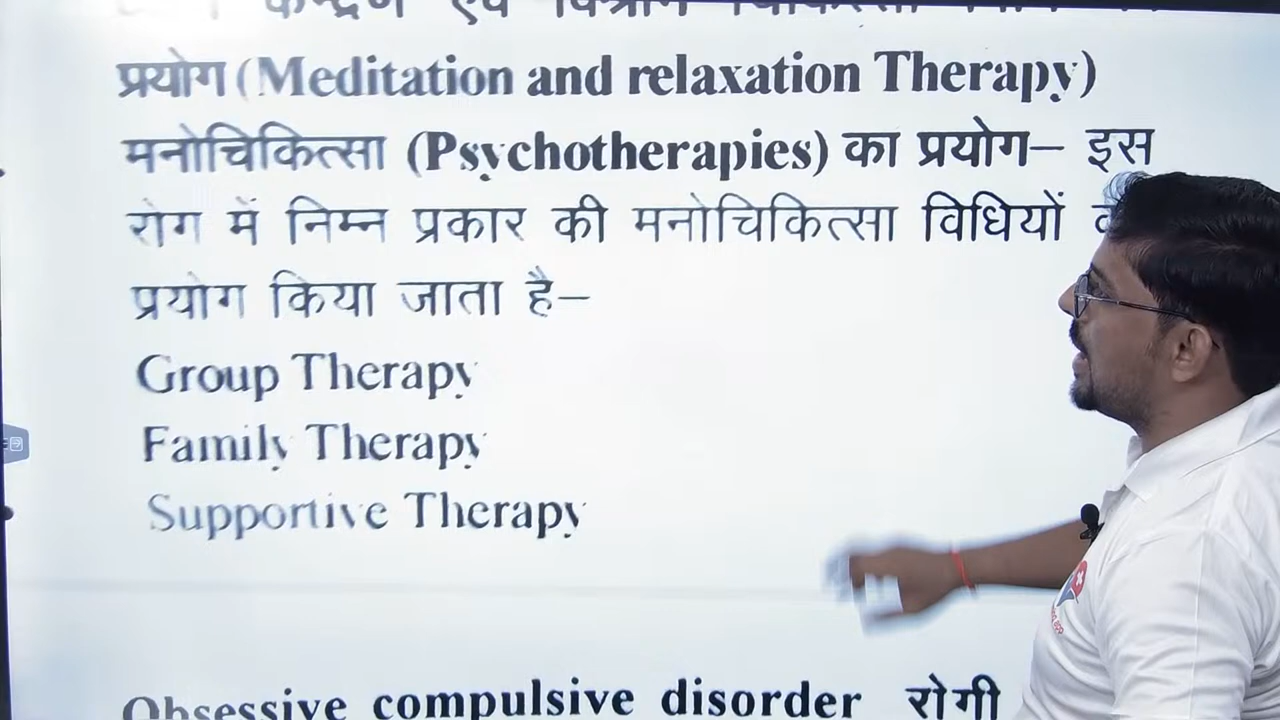 एवं
प्रयोग (Meditation and relaxation Therapy)
मनोचिकित्सा (Psychotherapies) का प्रयोग– इस
रोग में निम्न प्रकार की मनोचिकित्सा विधियों
प्रयोग किया जाता है–
Group Therapy
Family Therapy
Supportive Therapy
Obsessive compulsive disorder रोगी